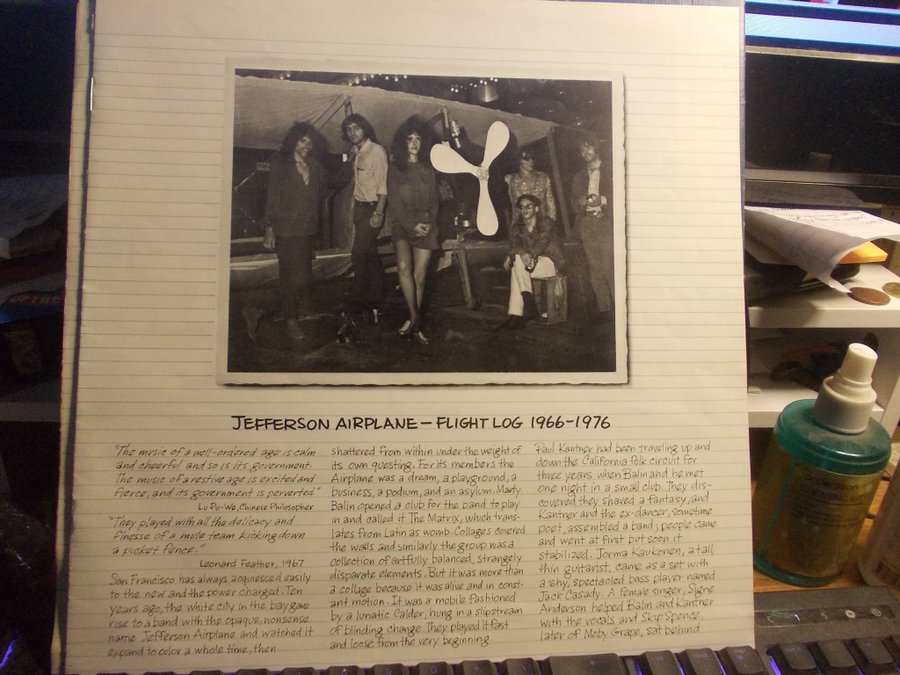 JEFFERSON AIRPLANE — FLIGHT LOG 1966-1976
"The music of a well-ordered age is calm
and cheerful and so is its government.
The music of a restive age is excited and
fierce, and its government is perverted"
Lu Pu-We, Chinese Philosopher
"They played with all the delicacy and
finesse of a mule team kicking down
a picket fence."
Leonard Feather, 1967
San Francisco has always acquiesced easily
to the new and the power charged. Ten
years ago, the white city in the bay gave
rise to a band with the opaque, nonsense
name Jefferson Airplane and watched it
expand to color a whole time, then
shattered from within under the weight of
its own questing. For its members the
Airplane was a dream, a playground, a
business, a podium, and an asylum. Marty
Balin opened a club for the band to play
in and called it The Matrix, which trans-
lates from Latin as womb. Collages covered
the walls and similarly the group was a
collection of artfully balanced, strangely
disparate elements. But it was more than
a collage because it was alive and in const-
ant motion. It was a mobile fashioned
by a lunatic Calder, hung in a slipstream
of blinding change. They played it fast
and loose from the very beginning.
Paul Kantner had been traveling up and
down the California folk circuit for
three years when Balin and he met
one night in a small club. They dis-
covered they shared a fantasy, and
Kantner and the ex-dancer, sometime
poet, assembled a band; people came
and went at first but soon it
stabilized. Jorma Kaukonen, a tall
thin guitarist, came as a set with
a shy, spectacled bass player named
Jack Casady. A female singer, Signe
Anderson helped Balin and Kantner
with the vocals and Skip Spence,
later of Moby Grape, sat behind